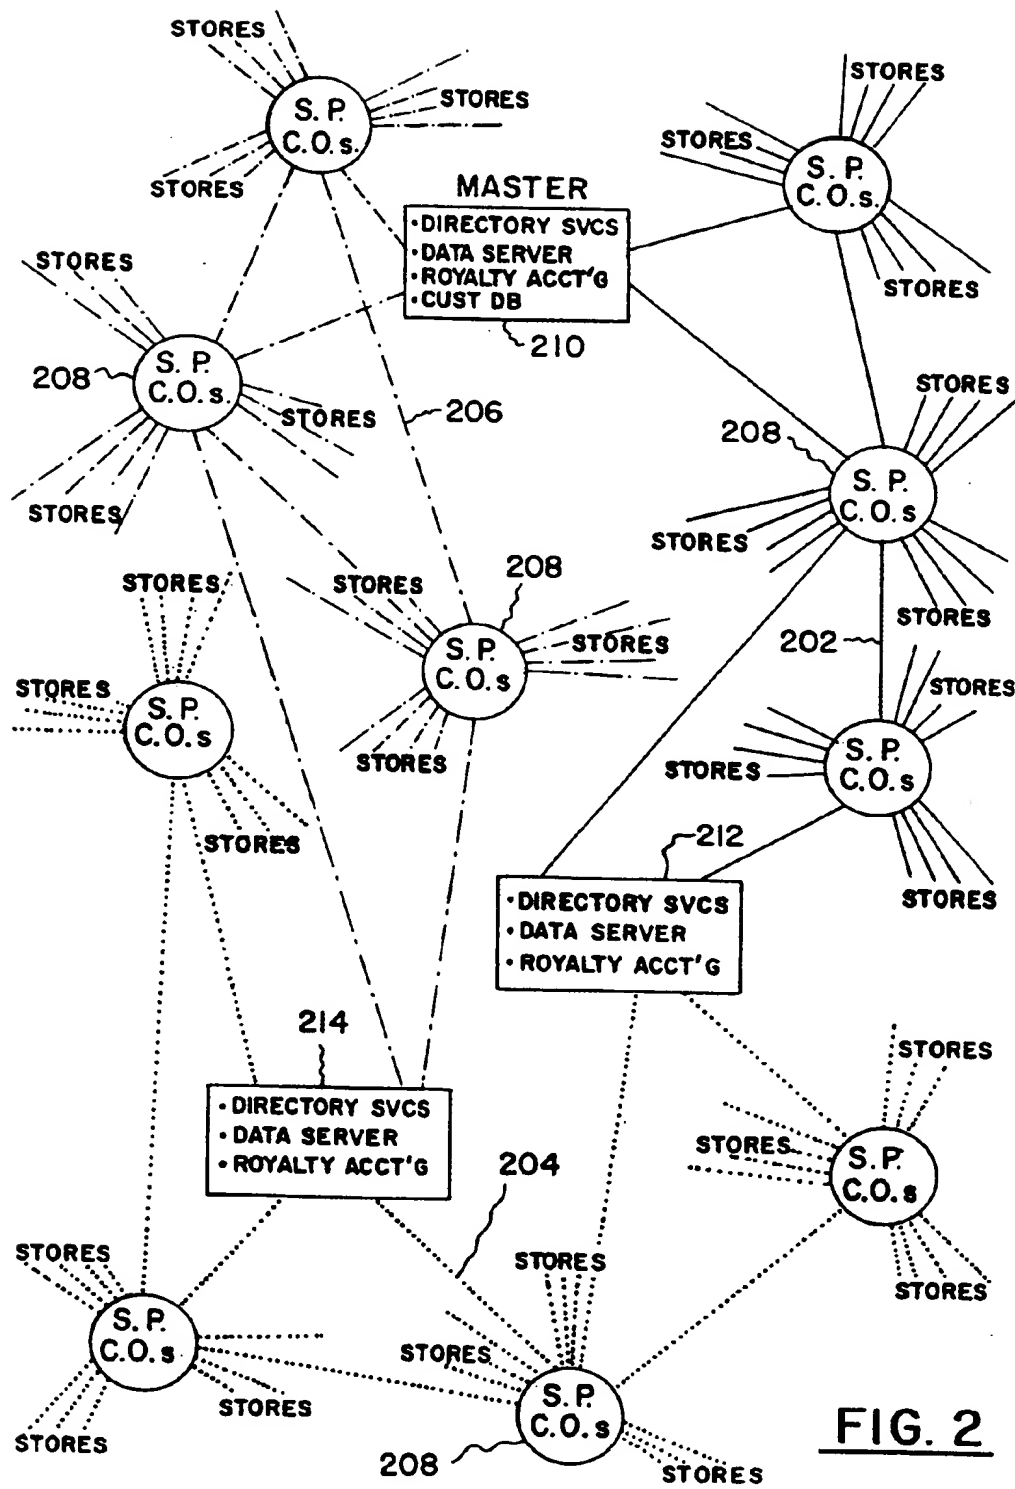 STORES
S. P.
C.O.s.
STORES
STORES
STORES
STORES
S. P.
C.O.s.
STORES
MASTER
• DIRECTORY SVCS
• DATA SERVER
• ROYALTY ACCT'G
• CUST DB
210
STORES
208
S. P.
C.O.s.
STORES
STORES
206
STORES
208
S. P.
C.O.s
STORES
STORES
202
208
STORES
S. P.
C.O.s
STORES
STORES
STORES
STORES
S. P.
C.O.s
STORES
STORES
S. P.
C.O.s
STORES
STORES
212
• DIRECTORY SVCS
• DATA SERVER
• ROYALTY ACCT'G
214
• DIRECTORY SVCS
• DATA SERVER
• ROYALTY ACCT'G
204
STORES
STORES
S. P.
C.O.s
STORES
STORES
S. P.
C.O.s
STORES
STORES
STORES
STORES
S. P.
C.O.s
208
STORES
FIG. 2